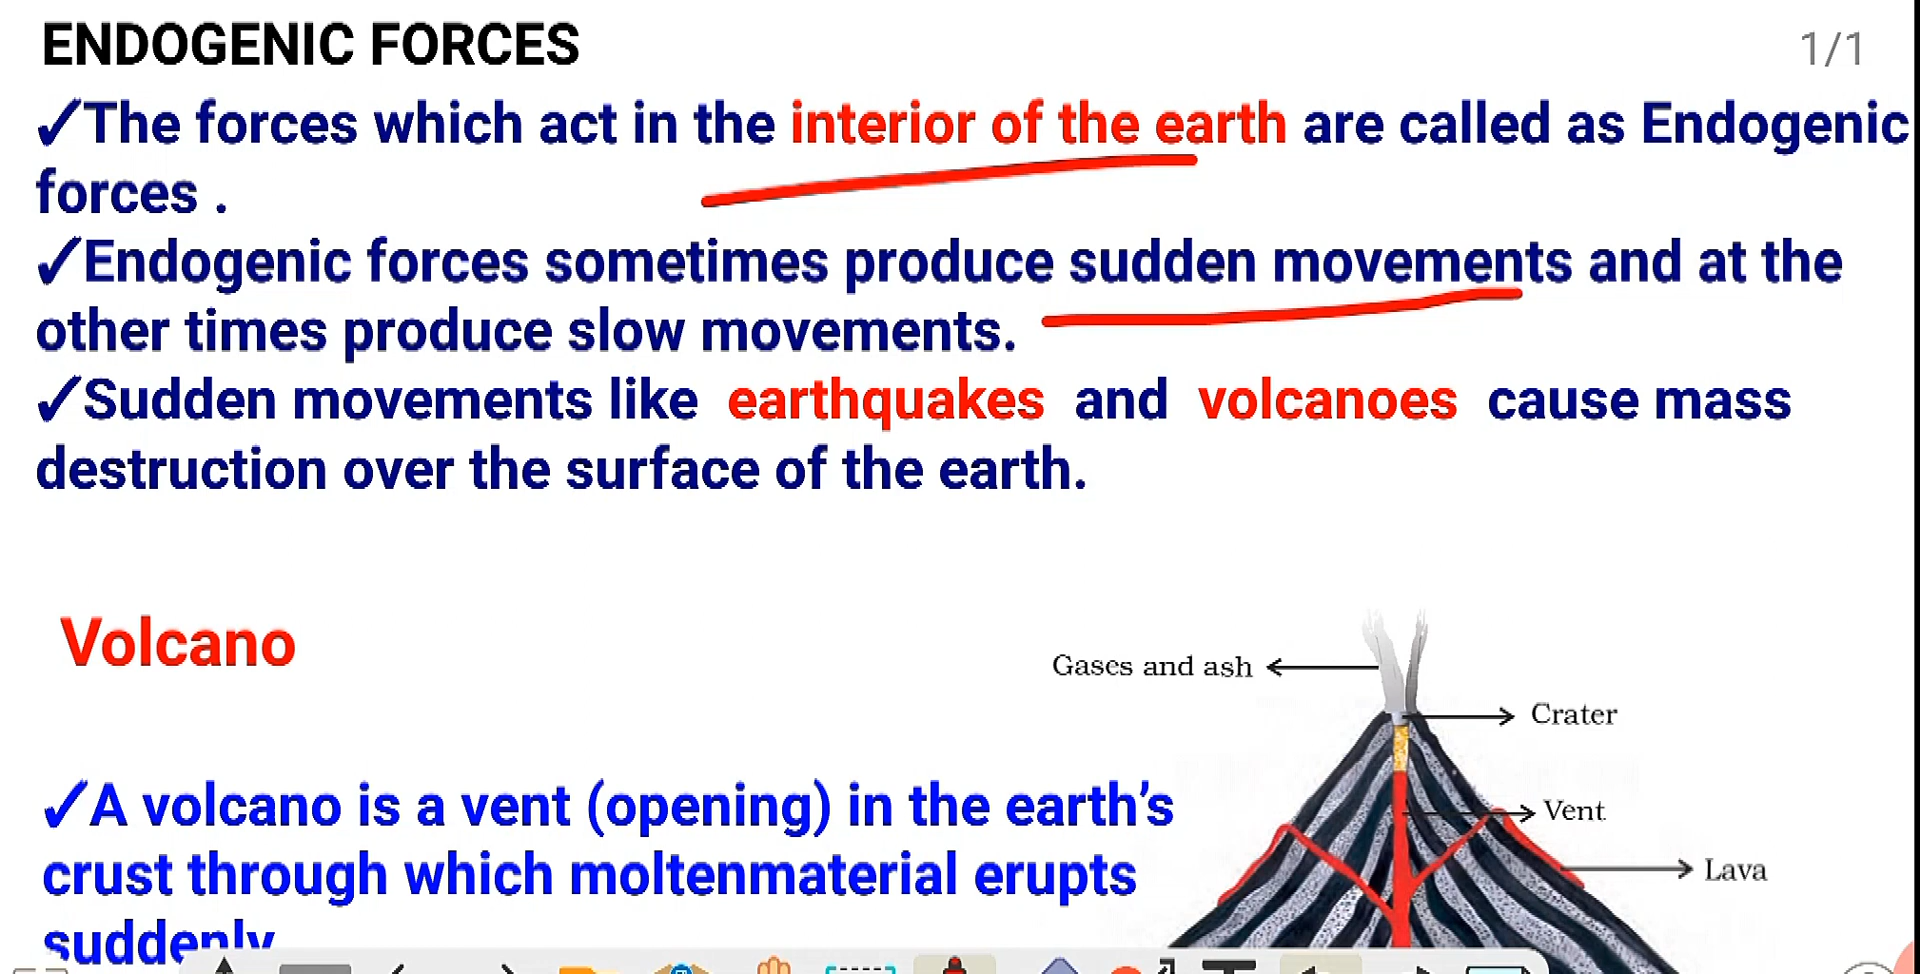 ENDOGENIC FORCES
1/1
✓The forces which act in the interior of the earth are called as Endogenic
forces .
✓Endogenic forces sometimes produce sudden movements and at the
other times produce slow movements.
✓Sudden movements like earthquakes and volcanoes cause mass
destruction over the surface of the earth.
Volcano
Gases and ash
Crater
✓A volcano is a vent (opening) in the earth's
Vent
crust through which moltenmaterial erupts
Lava
suddenly